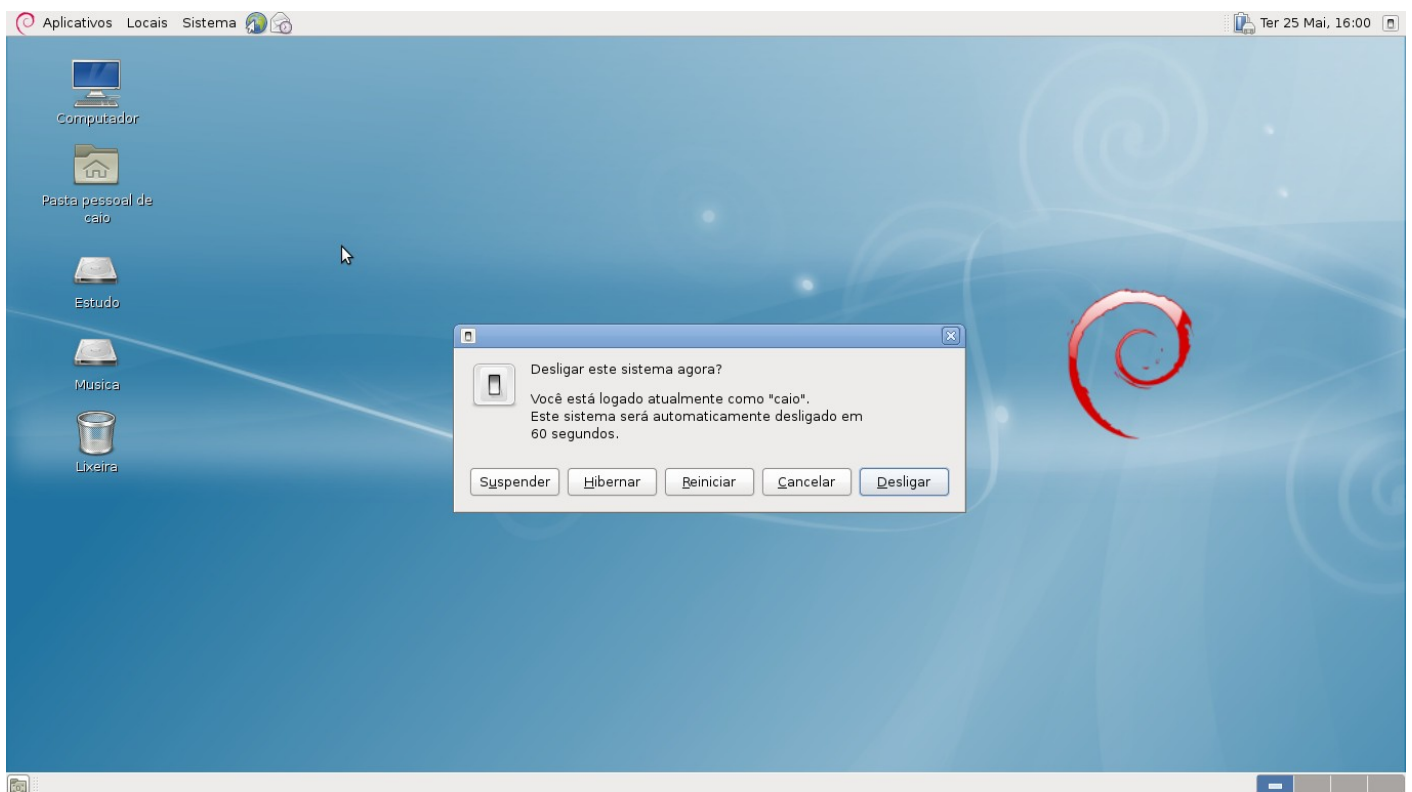 Aplicativos Locais Sistema
Ter 25 Mai, 16:00
Computador
Pasta pessoal de
caio
Estudo
Musica
Lixeira
Desligar este sistema agora?
Você está logado atualmente como "caio".
Este sistema será automaticamente desligado em
60 segundos.
Suspender Hibernar Reiniciar Cancelar Desligar